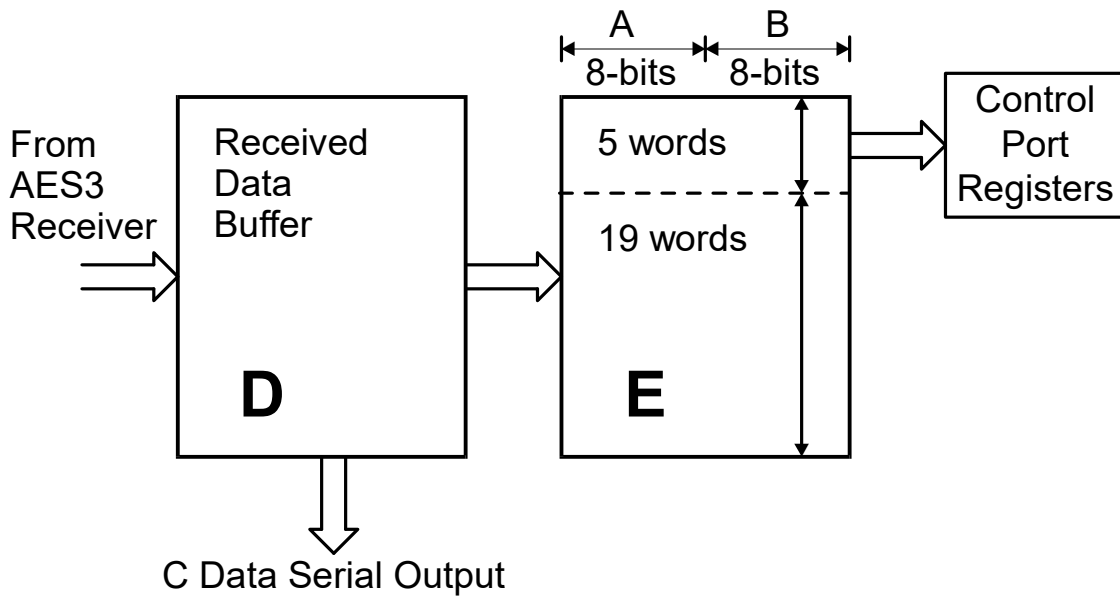 A B
8-bits 8-bits
From
AES3
Receiver
Received
Data
Buffer
D
5 words
19 words
E
Control
Port
Registers
C Data Serial Output